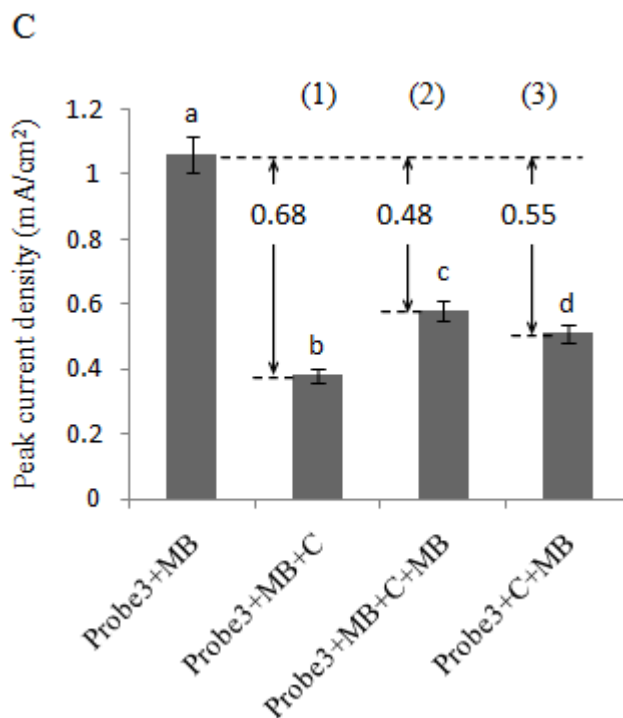 C
(1) (2) (3)
Peak current density (mA/cm²)
1.2
1
0.8
0.6
0.4
0.2
0
a
b
c
d
0.68
0.48
0.55
Probe3+MB
Probe3+MB+C
Probe3+MB+C+MB
Probe3+C+MB